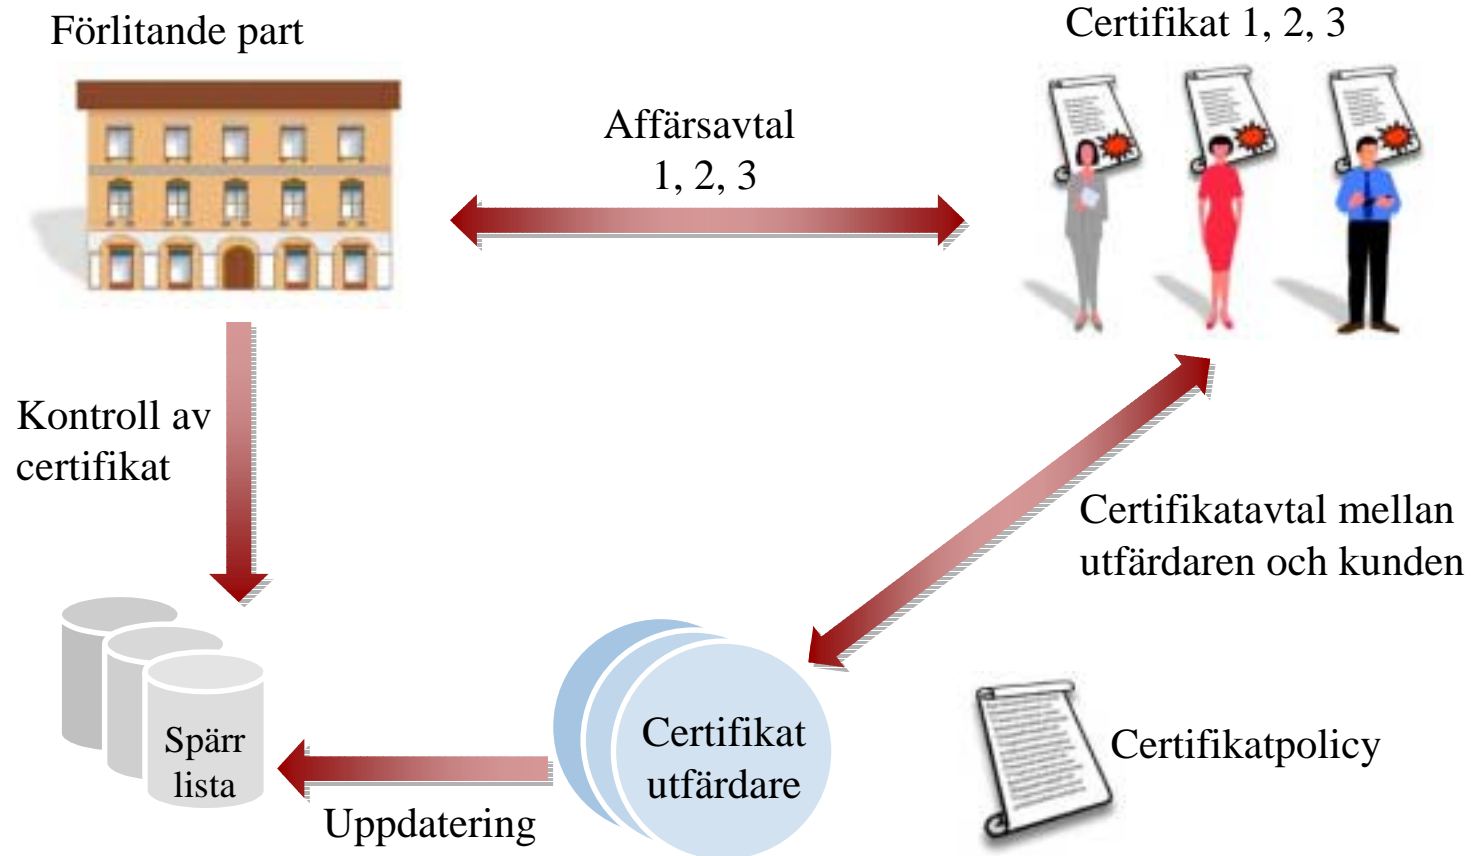 Förlitande part
Certifikat 1, 2, 3
Affärsavtal
1, 2, 3
Kontroll av
certifikat
Certifikatavtal mellan
utfärdaren och kunden
Spärr
lista
Certifikat
utfärdare
Certifikatpolicy
Uppdatering